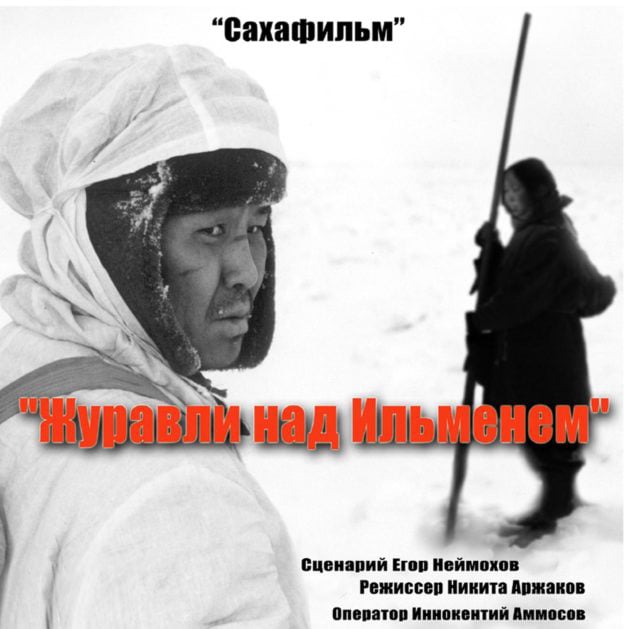 “Сахафильм”
"Журавли над Ильменем"
Сценарий Егор Неймохов
Режиссер Никита Аржаков
Оператор Иннокентий Аммосов